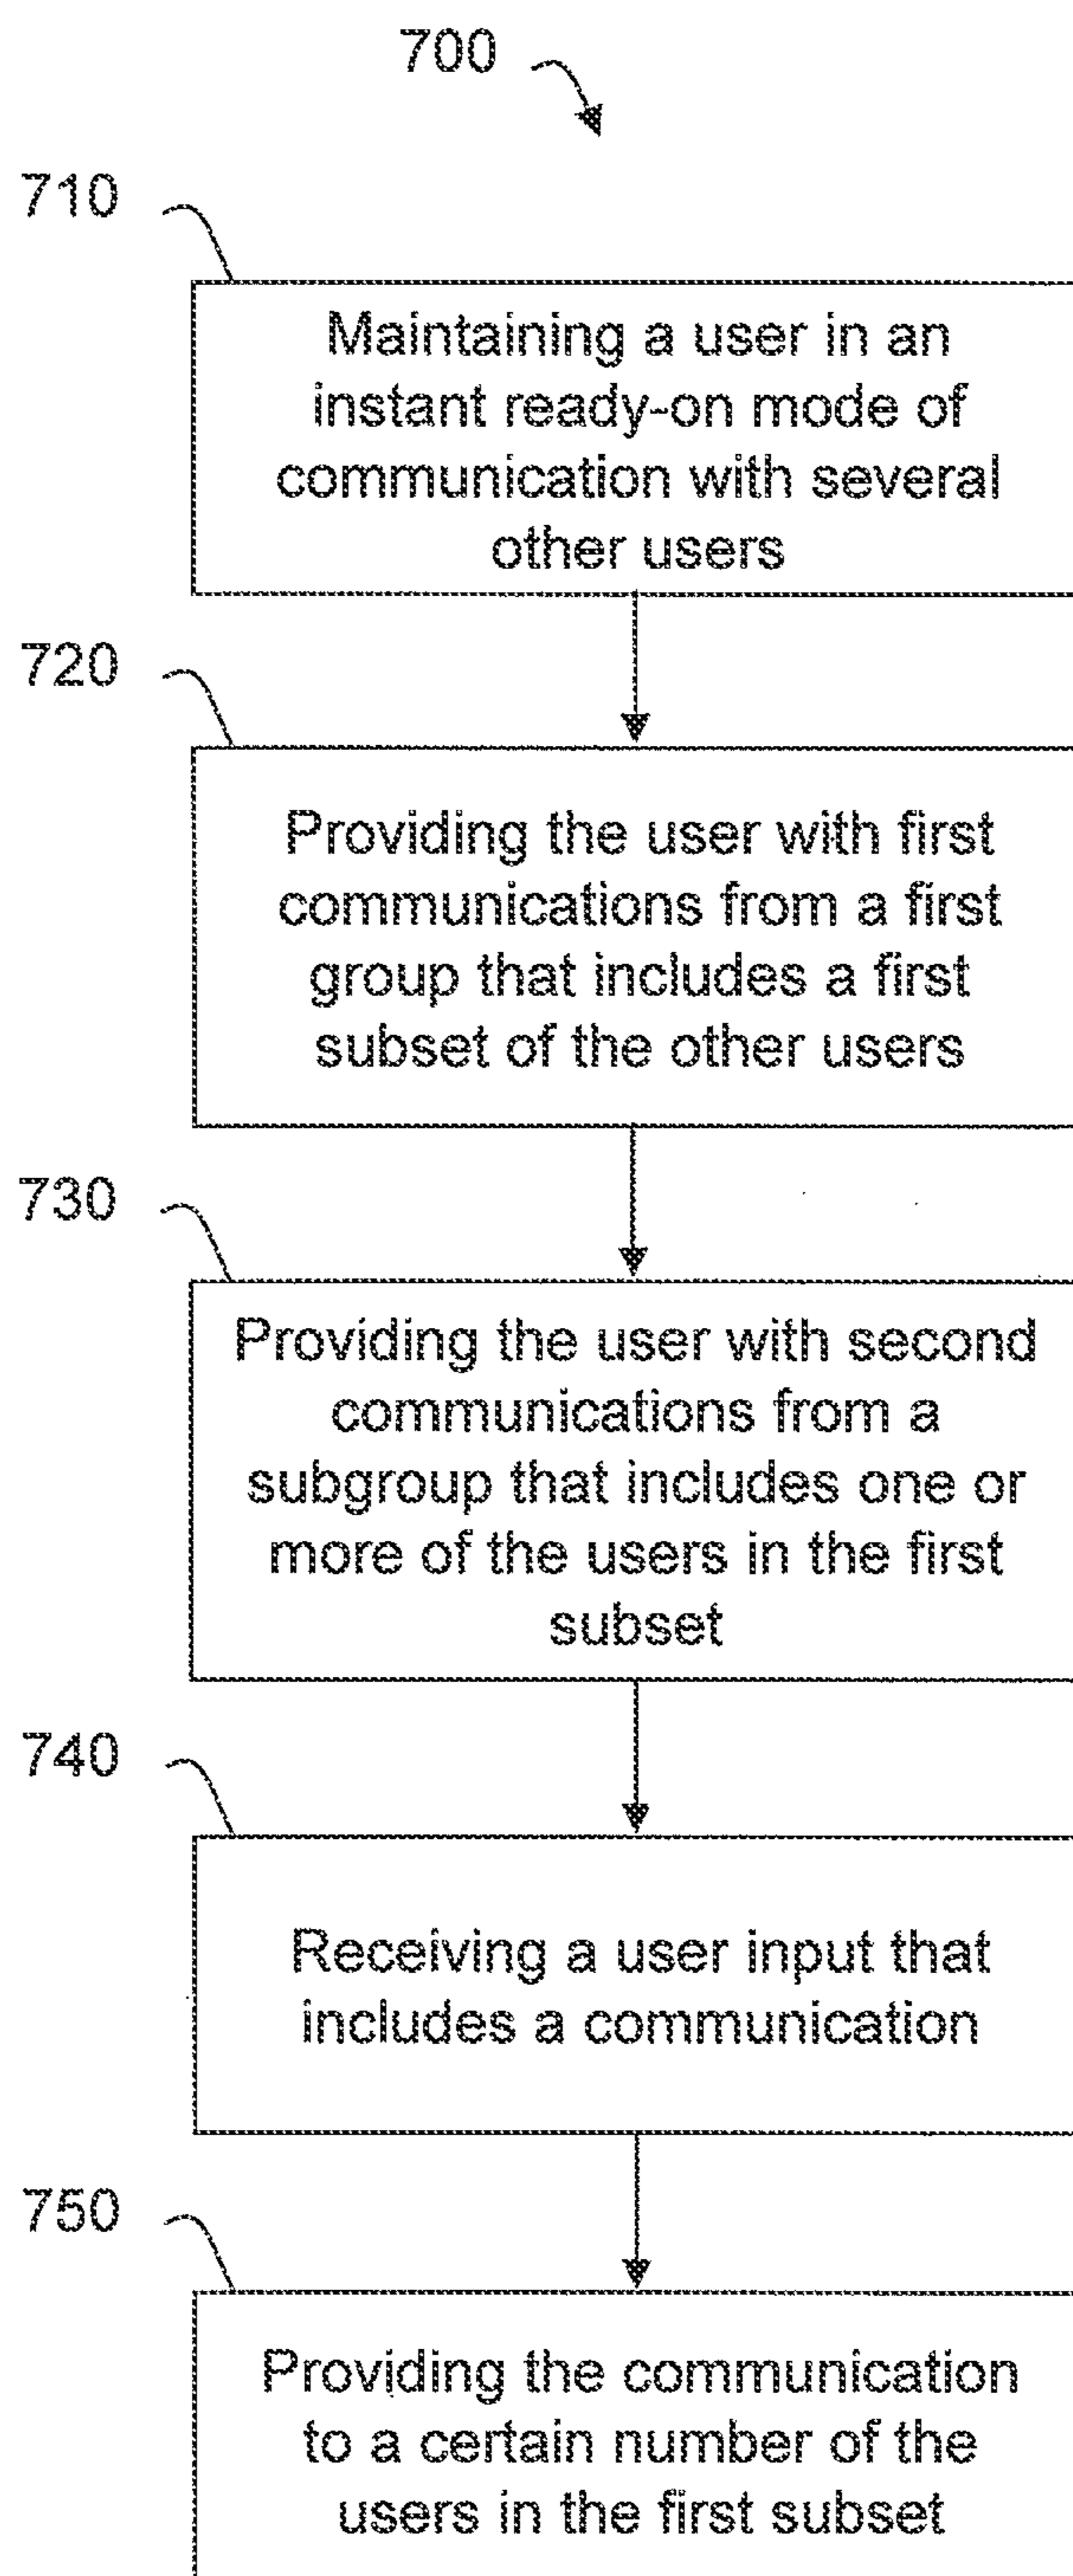 700
710
Maintaining a user in an
instant ready-on mode of
communication with several
other users
720
Providing the user with first
communications from a first
group that includes a first
subset of the other users
730
Providing the user with second
communications from a
subgroup that includes one or
more of the users in the first
subset
740
Receiving a user input that
includes a communication
750
Providing the communication
to a certain number of the
users in the first subset